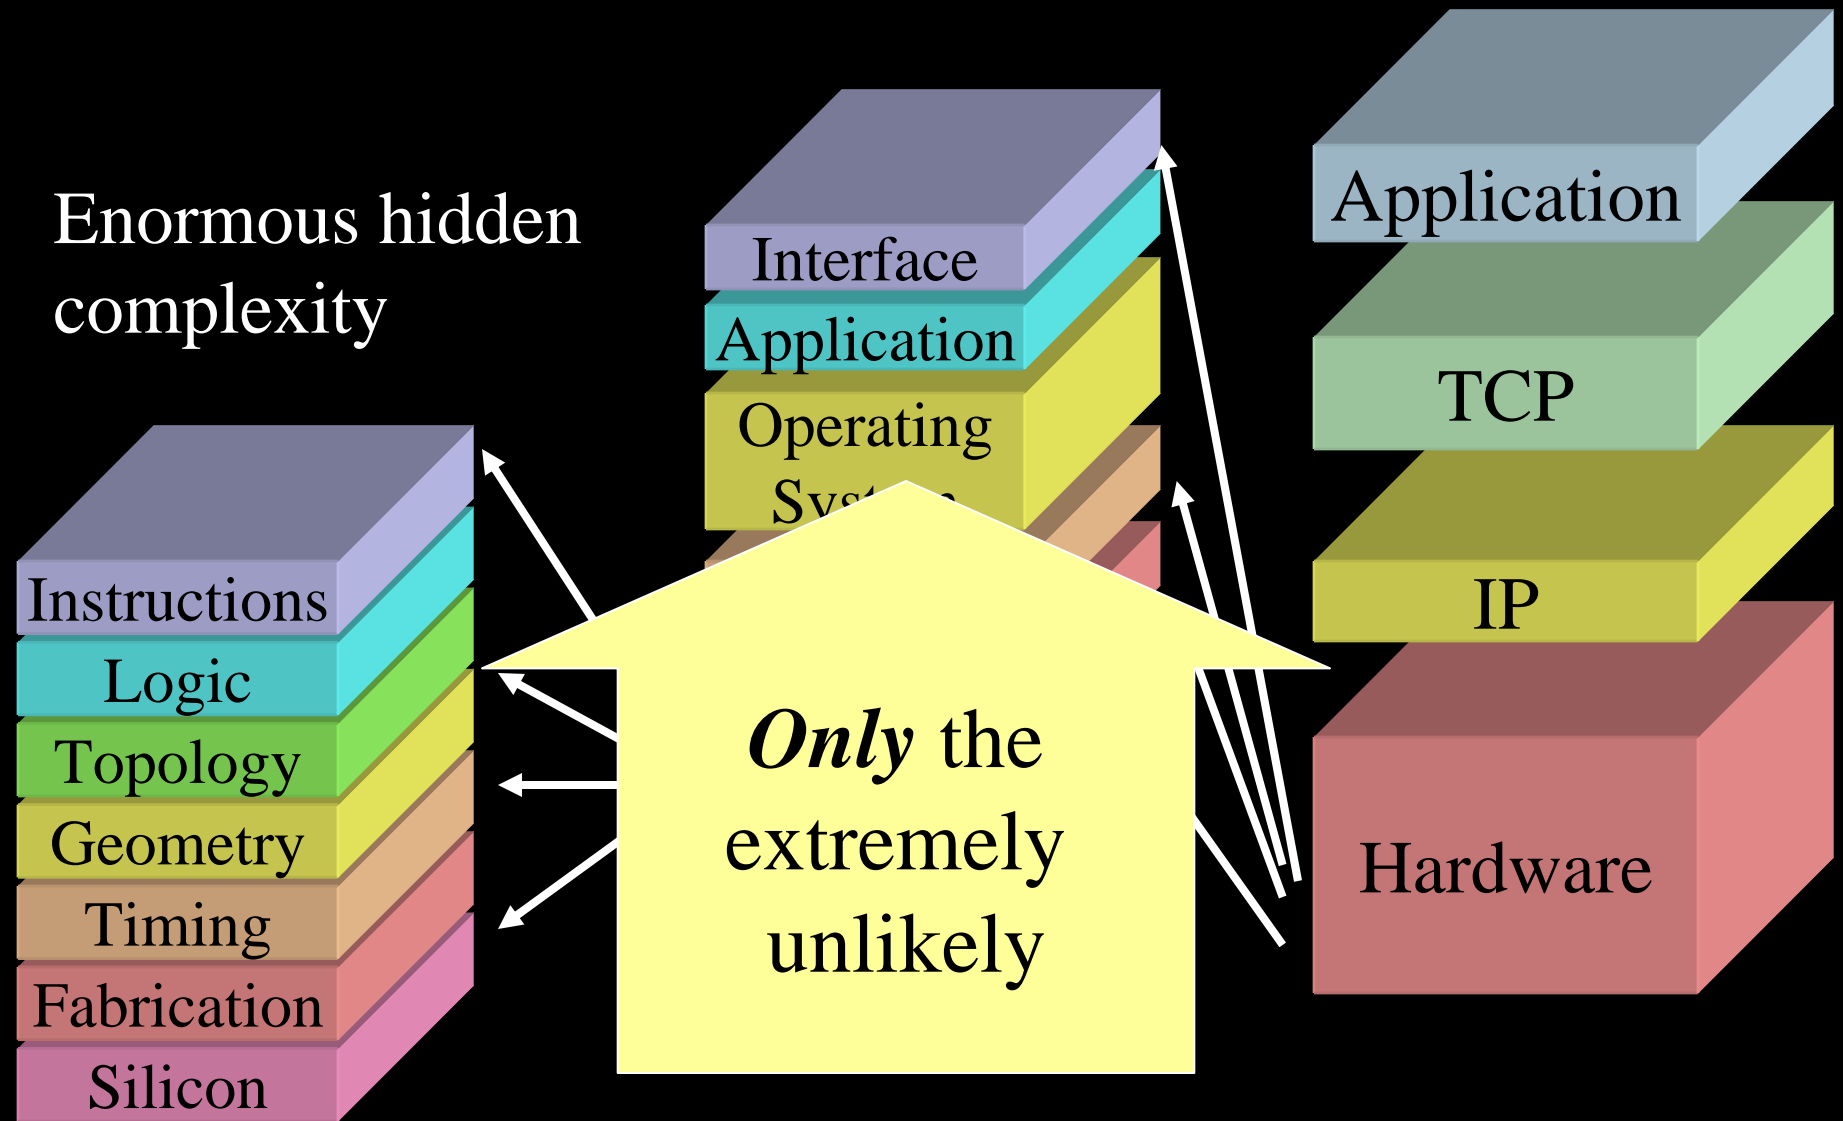 Enormous hidden
complexity
Instructions
Logic
Topology
Geometry
Timing
Fabrication
Silicon
Interface
Application
Operating
System
Only the
extremely
unlikely
Application
TCP
IP
Hardware